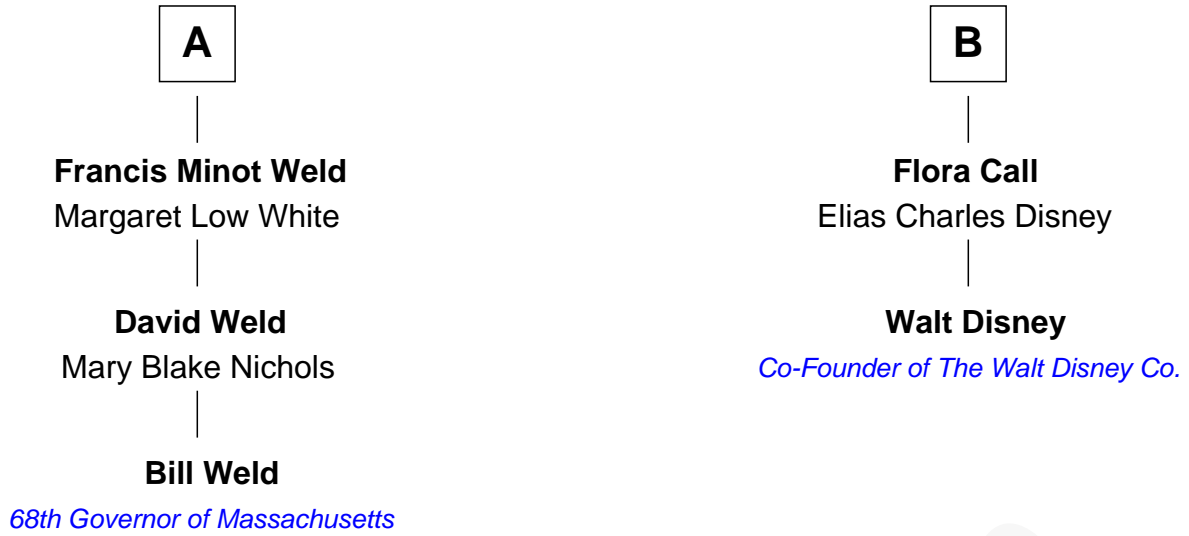 A
Francis Minot Weld
Margaret Low White
David Weld
Mary Blake Nichols
Bill Weld
68th Governor of Massachusetts
B
Flora Call
Elias Charles Disney
Walt Disney
Co-Founder of The Walt Disney Co.